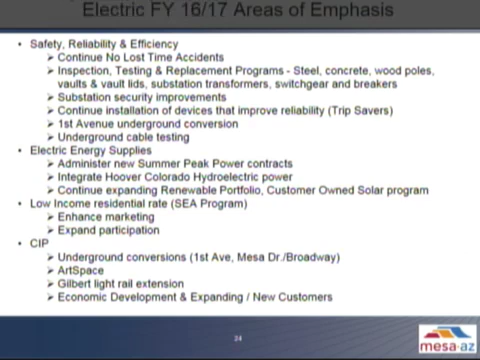 Electric FY 16/17 Areas of Emphasis
• Safety, Reliability & Efficiency
➢ Continue No Lost Time Accidents
➢ Inspection, Testing & Replacement Programs - Steel, concrete, wood poles,
vaults & vault lids, substation transformers, switchgear and breakers
➢ Substation security improvements
➢ Continue installation of devices that improve reliability (Trip Savers)
➢ 1st Avenue underground conversion
➢ Underground cable testing
• Electric Energy Supplies
➢ Administer new Summer Peak Power contracts
➢ Integrate Hoover Colorado Hydroelectric power
➢ Continue expanding Renewable Portfolio, Customer Owned Solar program
• Low Income residential rate (SEA Program)
➢ Enhance marketing
➢ Expand participation
• CIP
➢ Underground conversions (1st Ave, Mesa Dr./Broadway)
➢ ArtSpace
➢ Gilbert light rail extension
➢ Economic Development & Expanding / New Customers
24
mesa·az